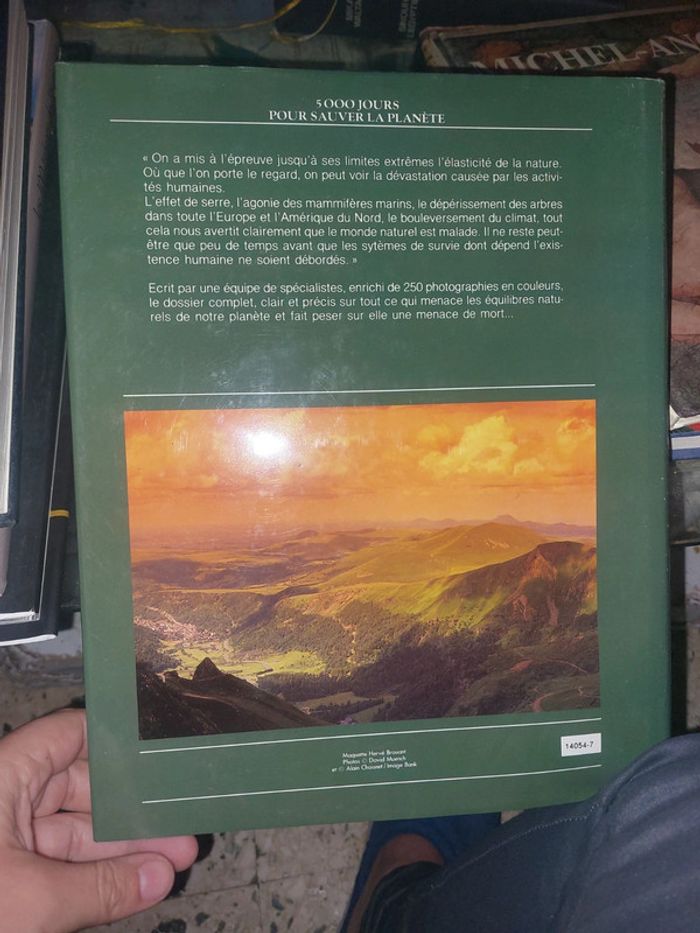 MICHEL-AN
5000 JOURS
POUR SAUVER LA PLANÈTE
« On a mis à l'épreuve jusqu'à ses limites extrêmes l'élasticité de la nature.
Où que l'on porte le regard, on peut voir la dévastation causée par les activi-
tés humaines.
L'effet de serre, l'agonie des mammifères marins, le dépérissement des arbres
dans toute l'Europe et l'Amérique du Nord, le bouleversement du climat, tout
cela nous avertit clairement que le monde naturel est malade. Il ne reste peut-
être que peu de temps avant que les sytèmes de survie dont dépend l'exis-
tence humaine ne soient débordés. »
Ecrit par une équipe de spécialistes, enrichi de 250 photographies en couleurs,
le dossier complet, clair et précis sur tout ce qui menace les équilibres natu-
rels de notre planète et fait peser sur elle une menace de mort...
14054-7
Maquette Hervé Brouant
Photos © David Muench
et © Alain Choisnet / Image Bank